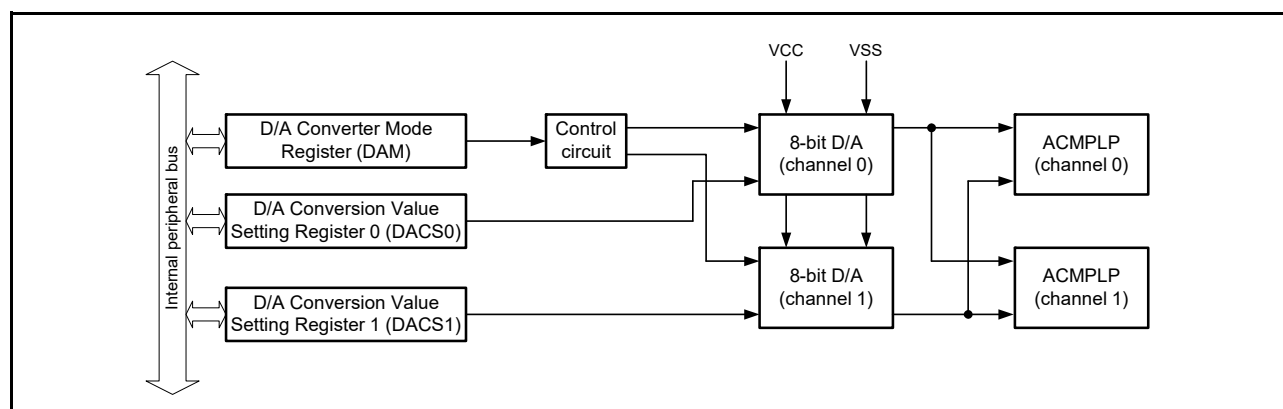 VCC
VSS
Internal peripheral bus
D/A Converter Mode
Register (DAM)
Control
circuit
8-bit D/A
(channel 0)
ACMPLP
(channel 0)
D/A Conversion Value
Setting Register 0 (DACS0)
8-bit D/A
(channel 1)
ACMPLP
(channel 1)
D/A Conversion Value
Setting Register 1 (DACS1)